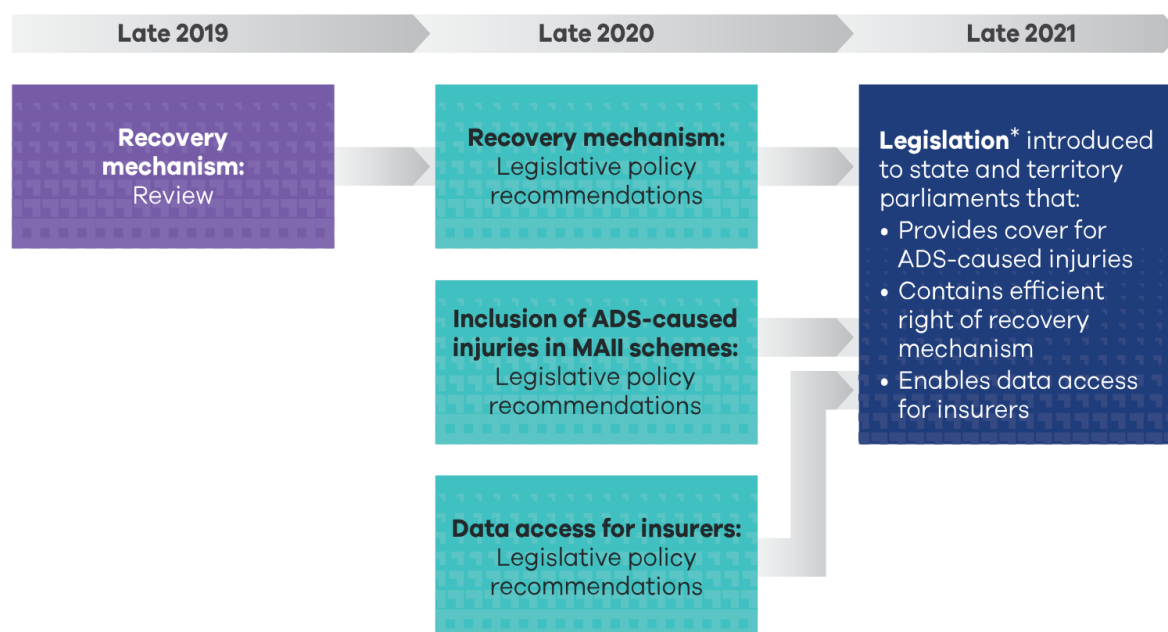 Late 2019
Late 2020
Late 2021
Recovery
mechanism:
Review
Recovery mechanism:
Legislative policy
recommendations
Inclusion of ADS-caused
injuries in MAII schemes:
Legislative policy
recommendations
Data access for insurers:
Legislative policy
recommendations
Legislation* introduced
to state and territory
parliaments that:
• Provides cover for
ADS-caused injuries
• Contains efficient
right of recovery
mechanism
• Enables data access
for insurers